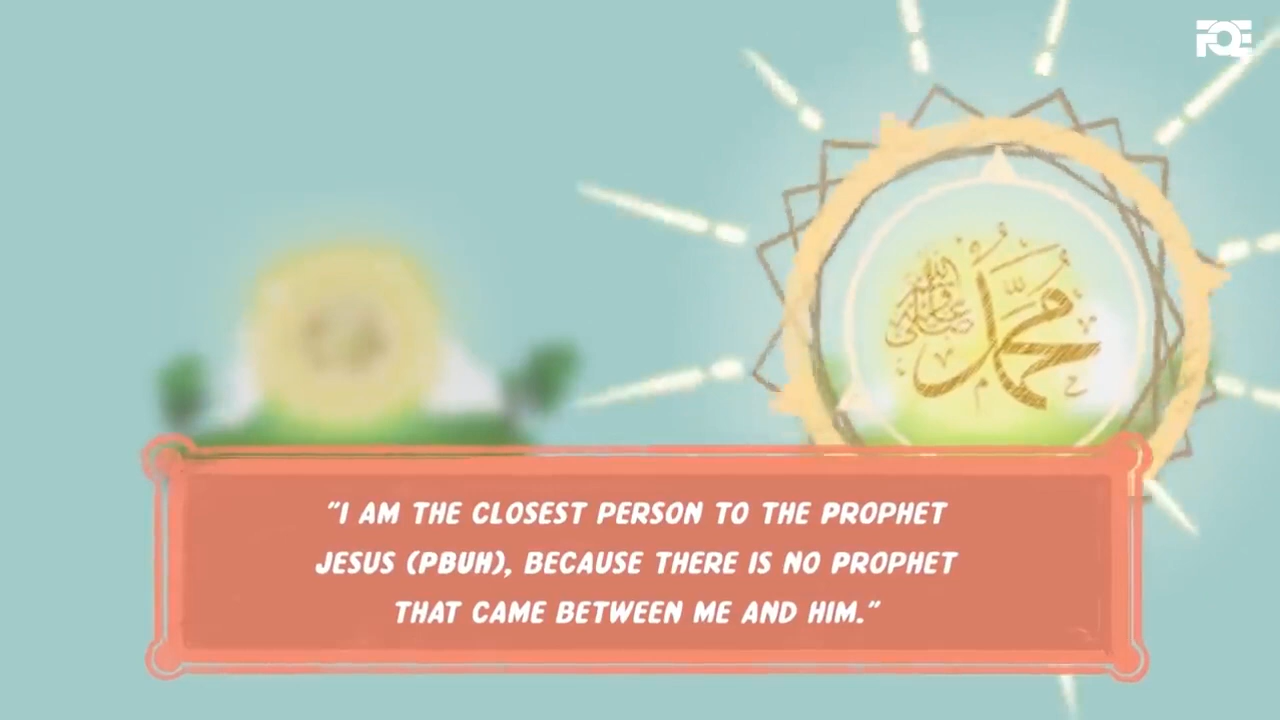 FQE
محمد
صلى الله عليه وسلم
"I AM THE CLOSEST PERSON TO THE PROPHET
JESUS (PBUH), BECAUSE THERE IS NO PROPHET
THAT CAME BETWEEN ME AND HIM."